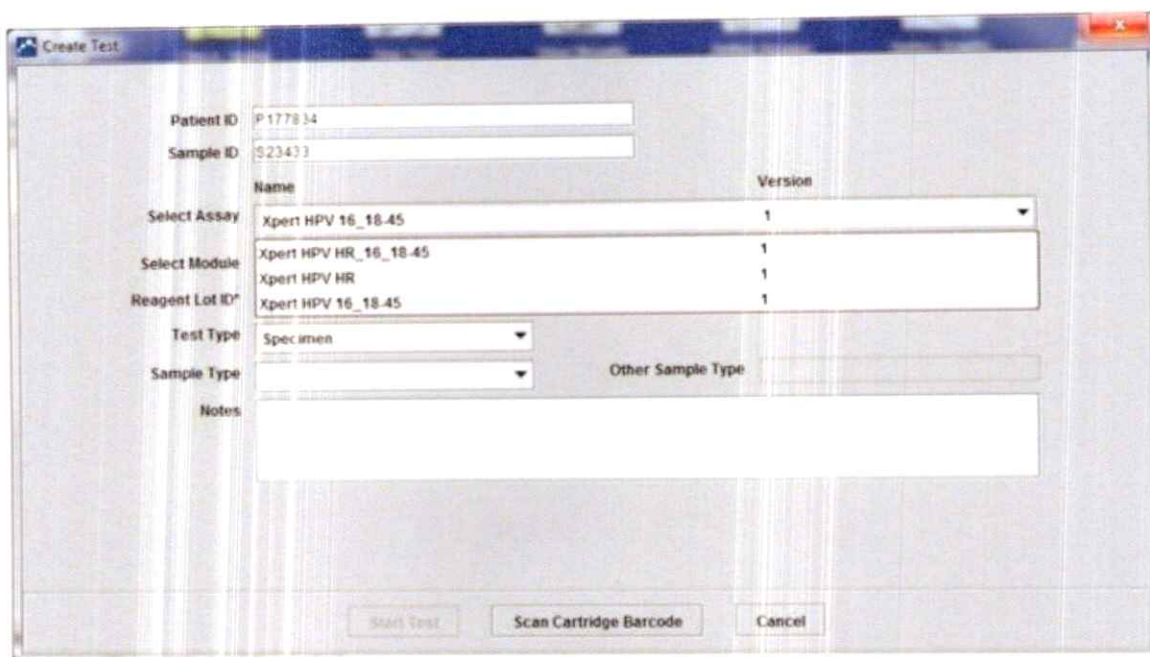 Create Test
Patient ID P177834
Sample ID S23433
Name Version
Select Assay Xpert HPV 16_18-45 1
Xpert HPV HR_16_18-45 1
Select Module
Xpert HPV HR 1
Reagent Lot ID* Xpert HPV 16_18-45 1
Test Type Specimen
Sample Type Other Sample Type
Notes
Start Test Scan Cartridge Barcode Cancel